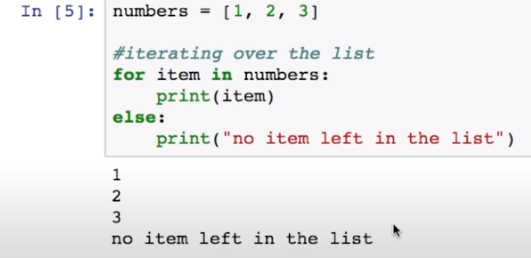 In [5]: numbers = [1, 2, 3]
#iterating over the list
for item in numbers:
    print(item)
else:
    print("no item left in the list")
1
2
3
no item left in the list